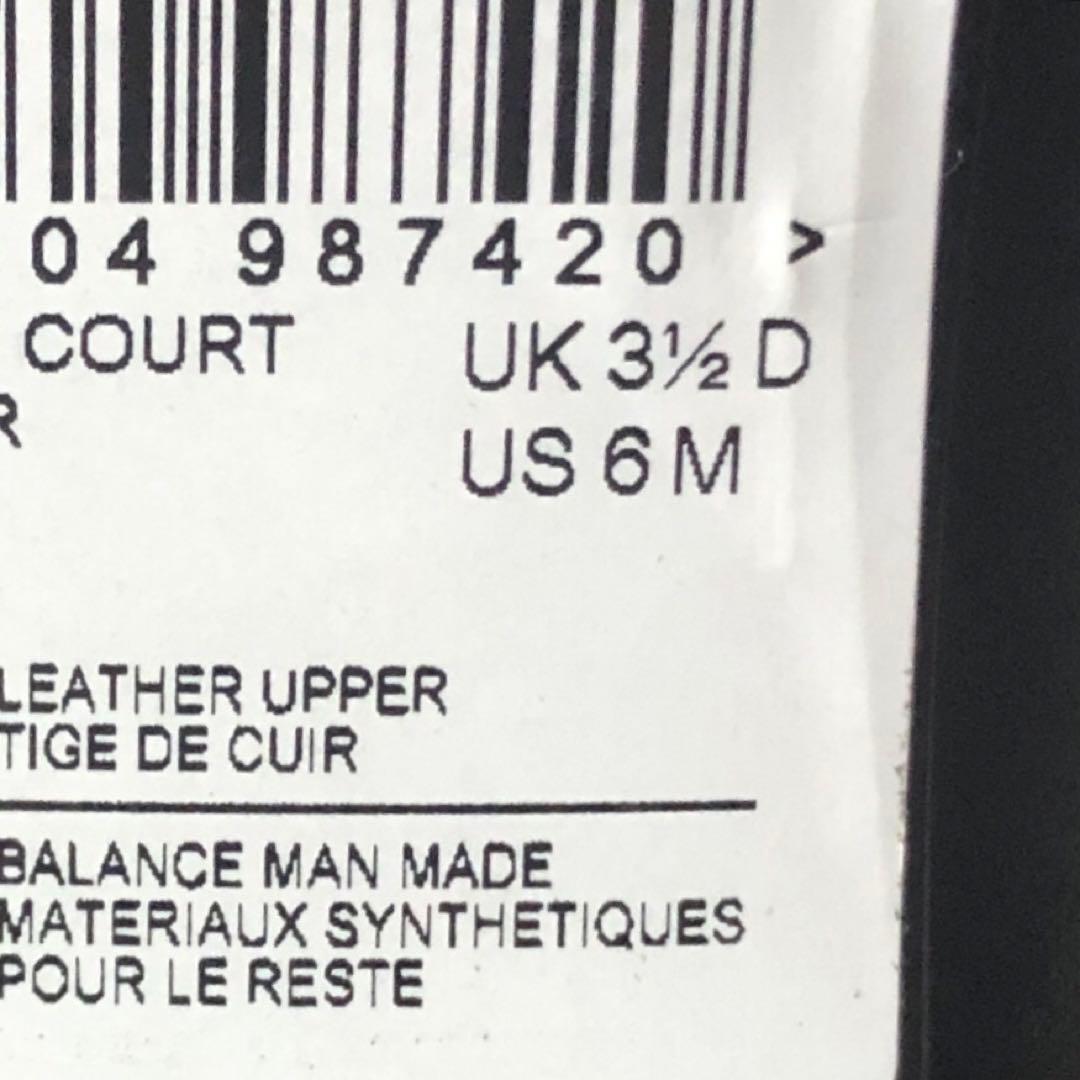 04 987420 >
COURT UK 3½ D
R
US 6 M
LEATHER UPPER
TIGE DE CUIR
BALANCE MAN MADE
MATERIAUX SYNTHETIQUES
POUR LE RESTE